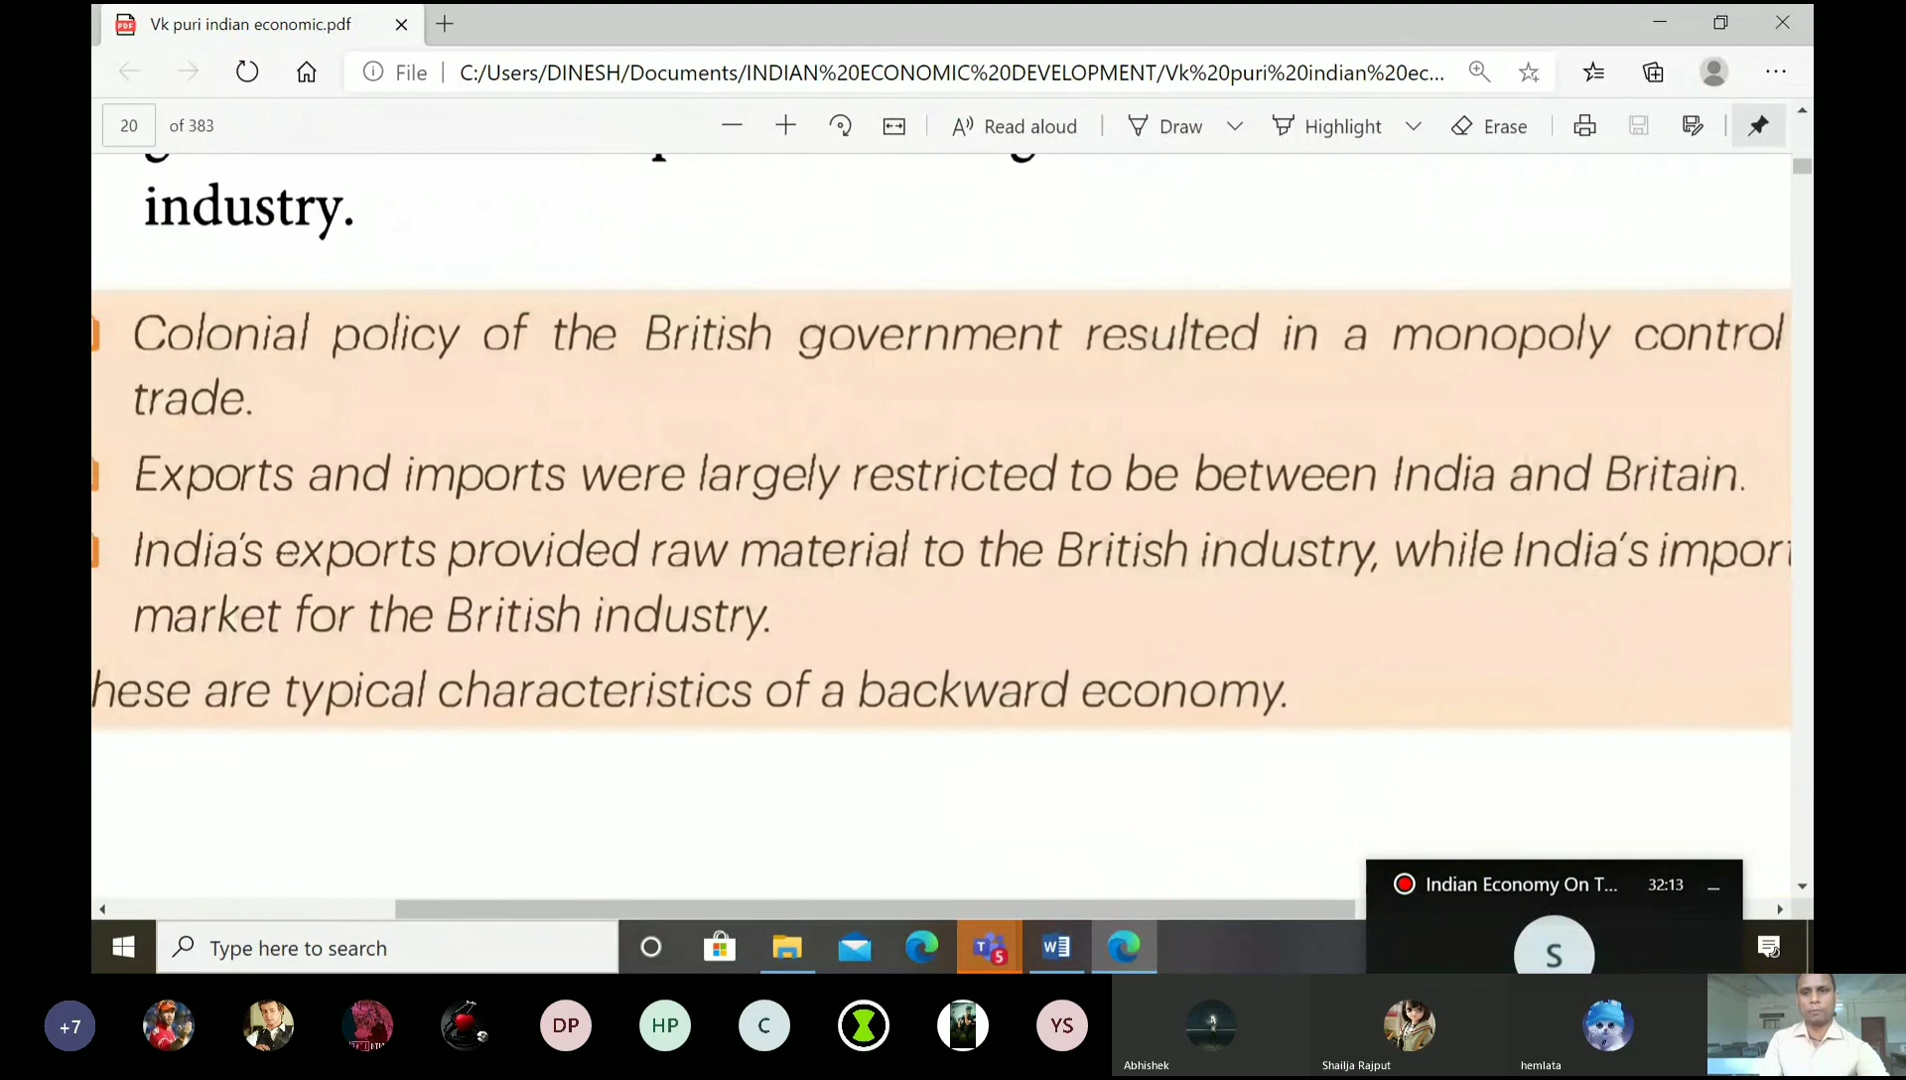 Vk puri indian economic.pdf
File
C:/Users/DINESH/Documents/INDIAN%20ECONOMIC%20DEVELOPMENT/Vk%20puri%20indian%20ec...
20 of 383
Read aloud
Draw
Highlight
Erase
industry.
Colonial policy of the British government resulted in a monopoly control
trade.
Exports and imports were largely restricted to be between India and Britain.
India's exports provided raw material to the British industry, while India's import
market for the British industry.
hese are typical characteristics of a backward economy.
Indian Economy On T... 32:13
S
Type here to search
5
+7
DP
HP
C
YS
Abhishek
Shailja Rajput
hemlata